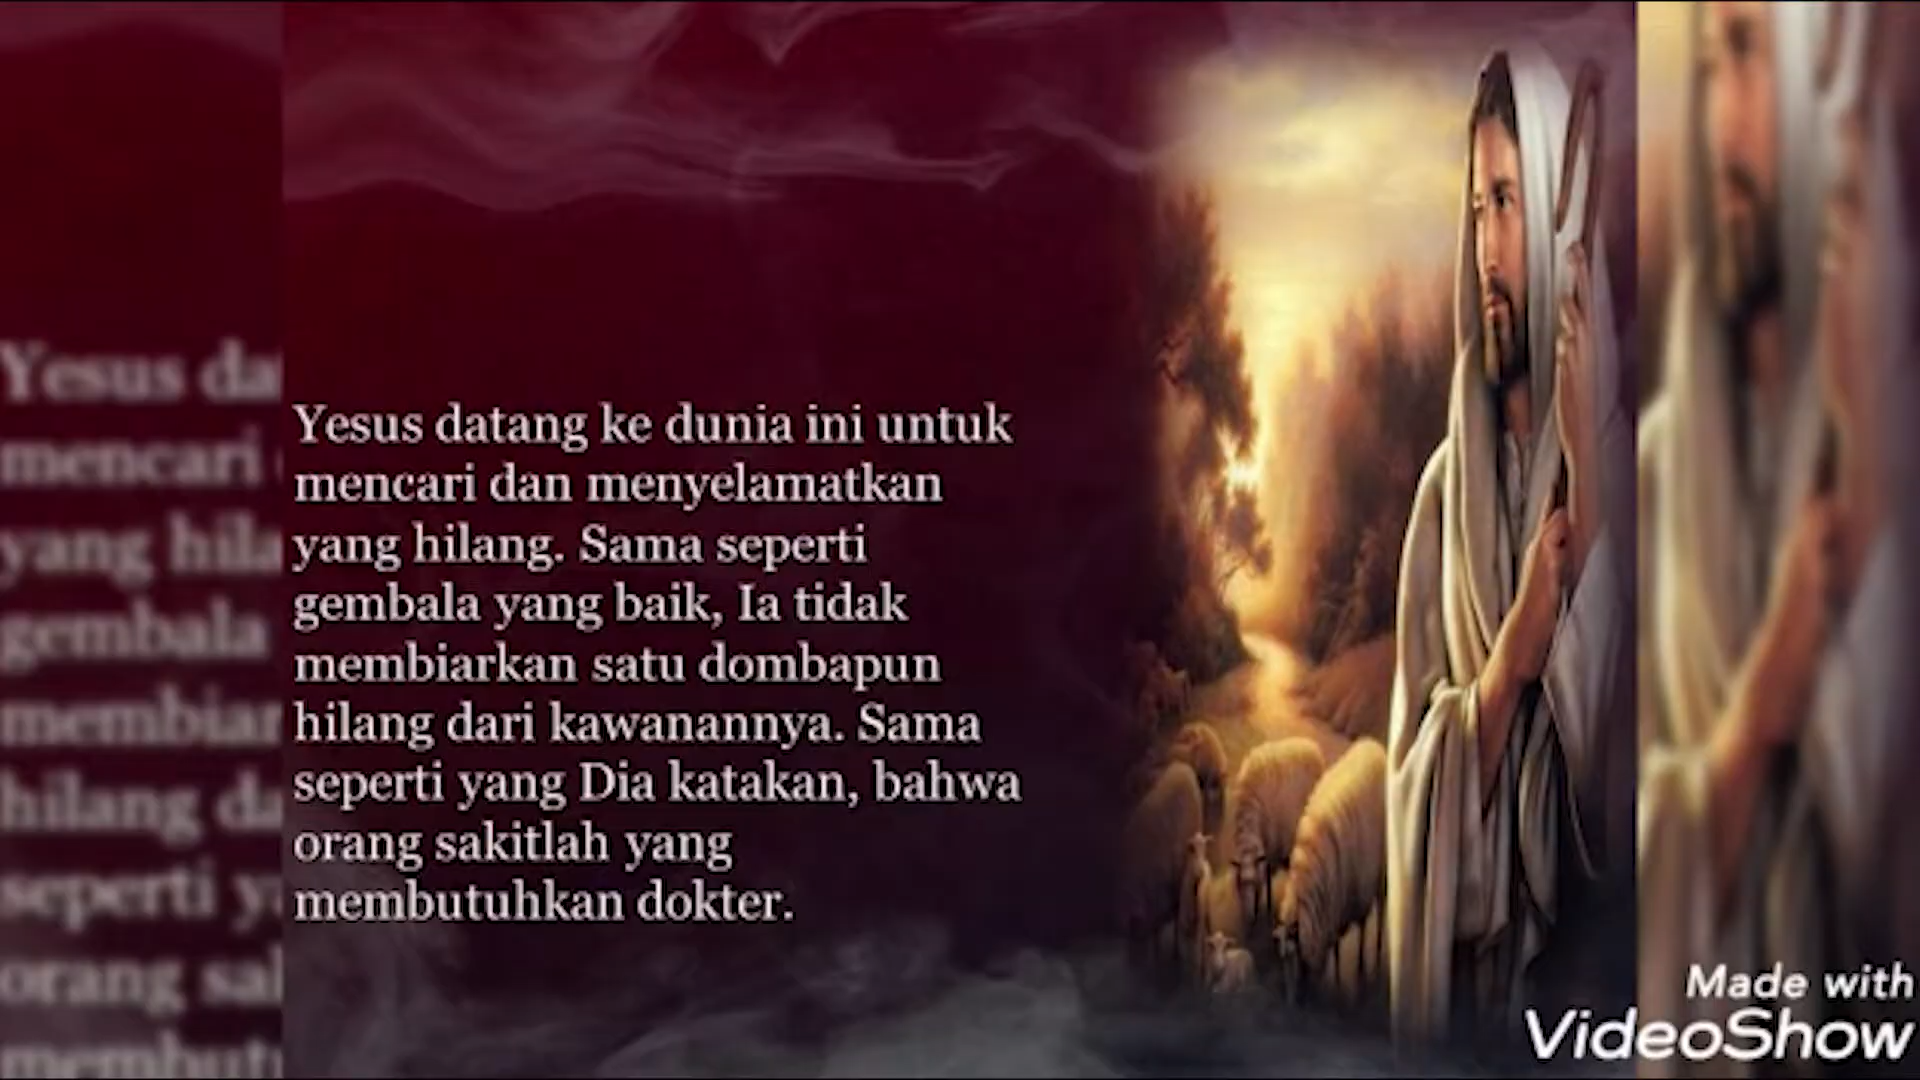 Yesus datang ke dunia ini untuk
mencari dan menyelamatkan
yang hilang. Sama seperti
gembala yang baik, Ia tidak
membiarkan satu dombapun
hilang dari kawanannya. Sama
seperti yang Dia katakan, bahwa
orang sakitlah yang
membutuhkan dokter.
Made with
VideoShow